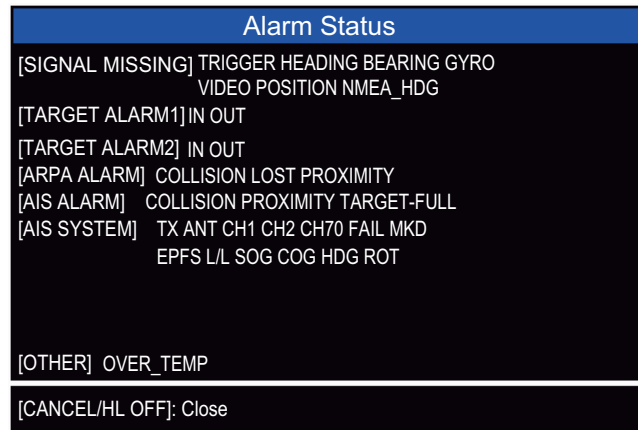 Alarm Status
[SIGNAL MISSING] TRIGGER HEADING BEARING GYRO
VIDEO POSITION NMEA_HDG
[TARGET ALARM1] IN OUT
[TARGET ALARM2] IN OUT
[ARPA ALARM] COLLISION LOST PROXIMITY
[AIS ALARM] COLLISION PROXIMITY TARGET-FULL
[AIS SYSTEM] TX ANT CH1 CH2 CH70 FAIL MKD
EPFS L/L SOG COG HDG ROT
[OTHER] OVER_TEMP
[CANCEL/HL OFF]: Close